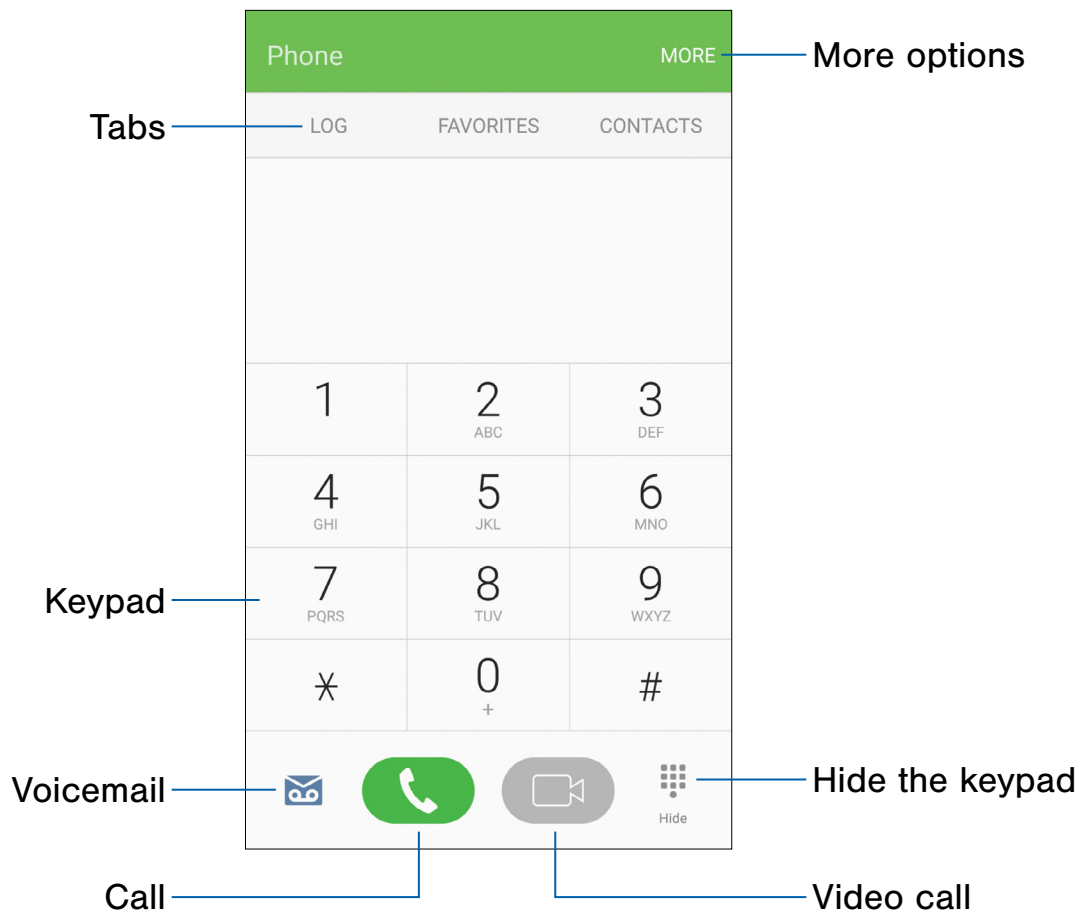 Phone MORE More options
Tabs LOG FAVORITES CONTACTS
1 2 3
ABC DEF
4 5 6
GHI JKL MNO
Keypad 7 8 9
PQRS TUV WXYZ
* 0 #
+
Voicemail Hide the keypad
Hide
Call Video call